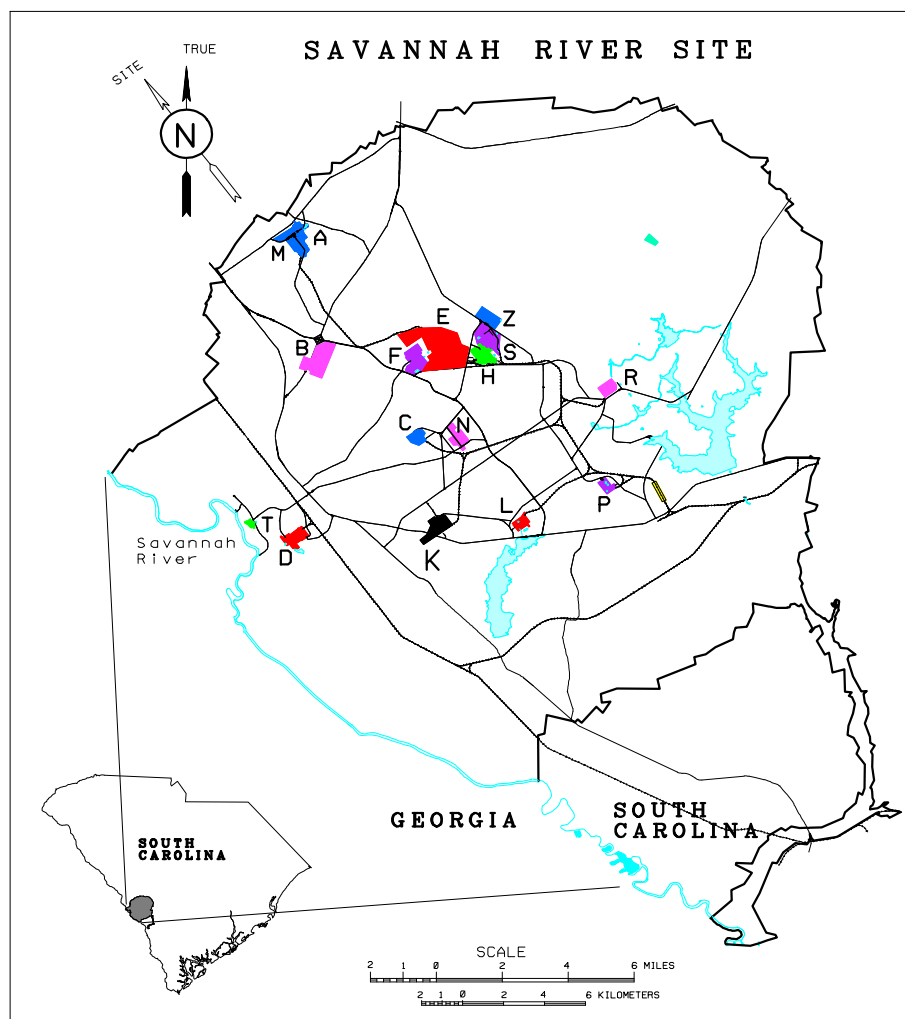 SAVANNAH RIVER SITE
TRUE
SITE
N
A
M
E
Z
B
F
S
H
R
C
N
P
L
T
D
K
Savannah
River
GEORGIA
SOUTH
CAROLINA
SOUTH
CAROLINA
SCALE
2 1 0 2 4 6 MILES
2 1 0 2 4 6 KILOMETERS